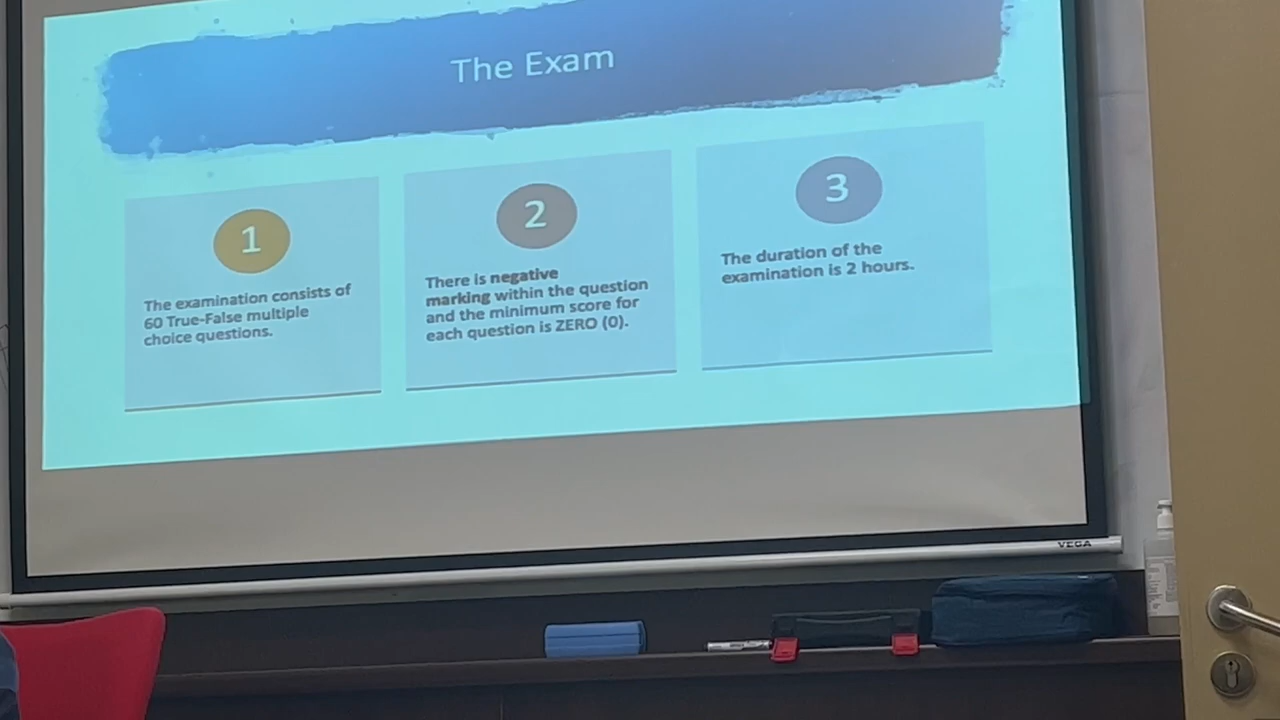 The Exam
1
The examination consists of
60 True-False multiple
choice questions.
2
There is negative
marking within the question
and the minimum score for
each question is ZERO (0).
3
The duration of the
examination is 2 hours.
VEGA